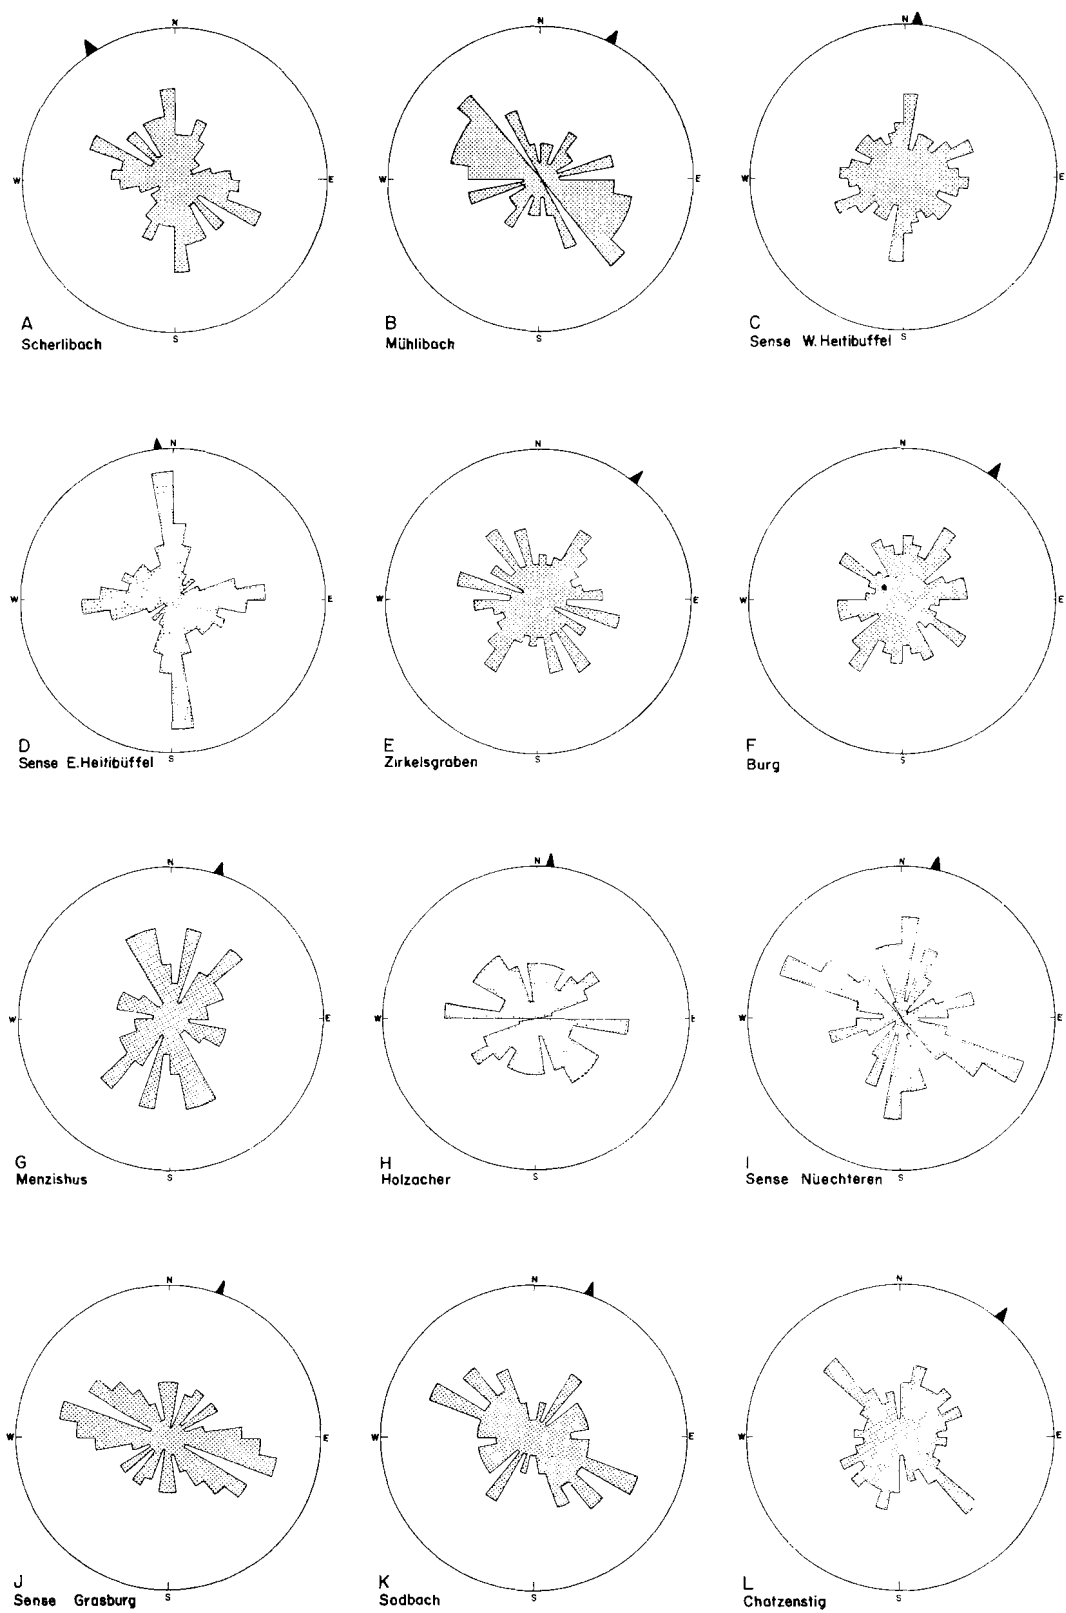 N
W
E
S
A
Scherlibach
N
W
E
S
B
Mühlibach
N
W
E
S
C
Sense W.Heitibuffel
N
W
E
S
D
Sense E.Heitibüffel
N
W
E
S
E
Zirkelsgraben
N
W
E
S
F
Burg
N
W
E
S
G
Menzishus
N
W
E
S
H
Holzacher
N
W
E
S
I
Sense Nüechteren
N
W
E
S
J
Sense Grasburg
N
W
E
S
K
Sodbach
N
W
E
S
L
Chatzenstig